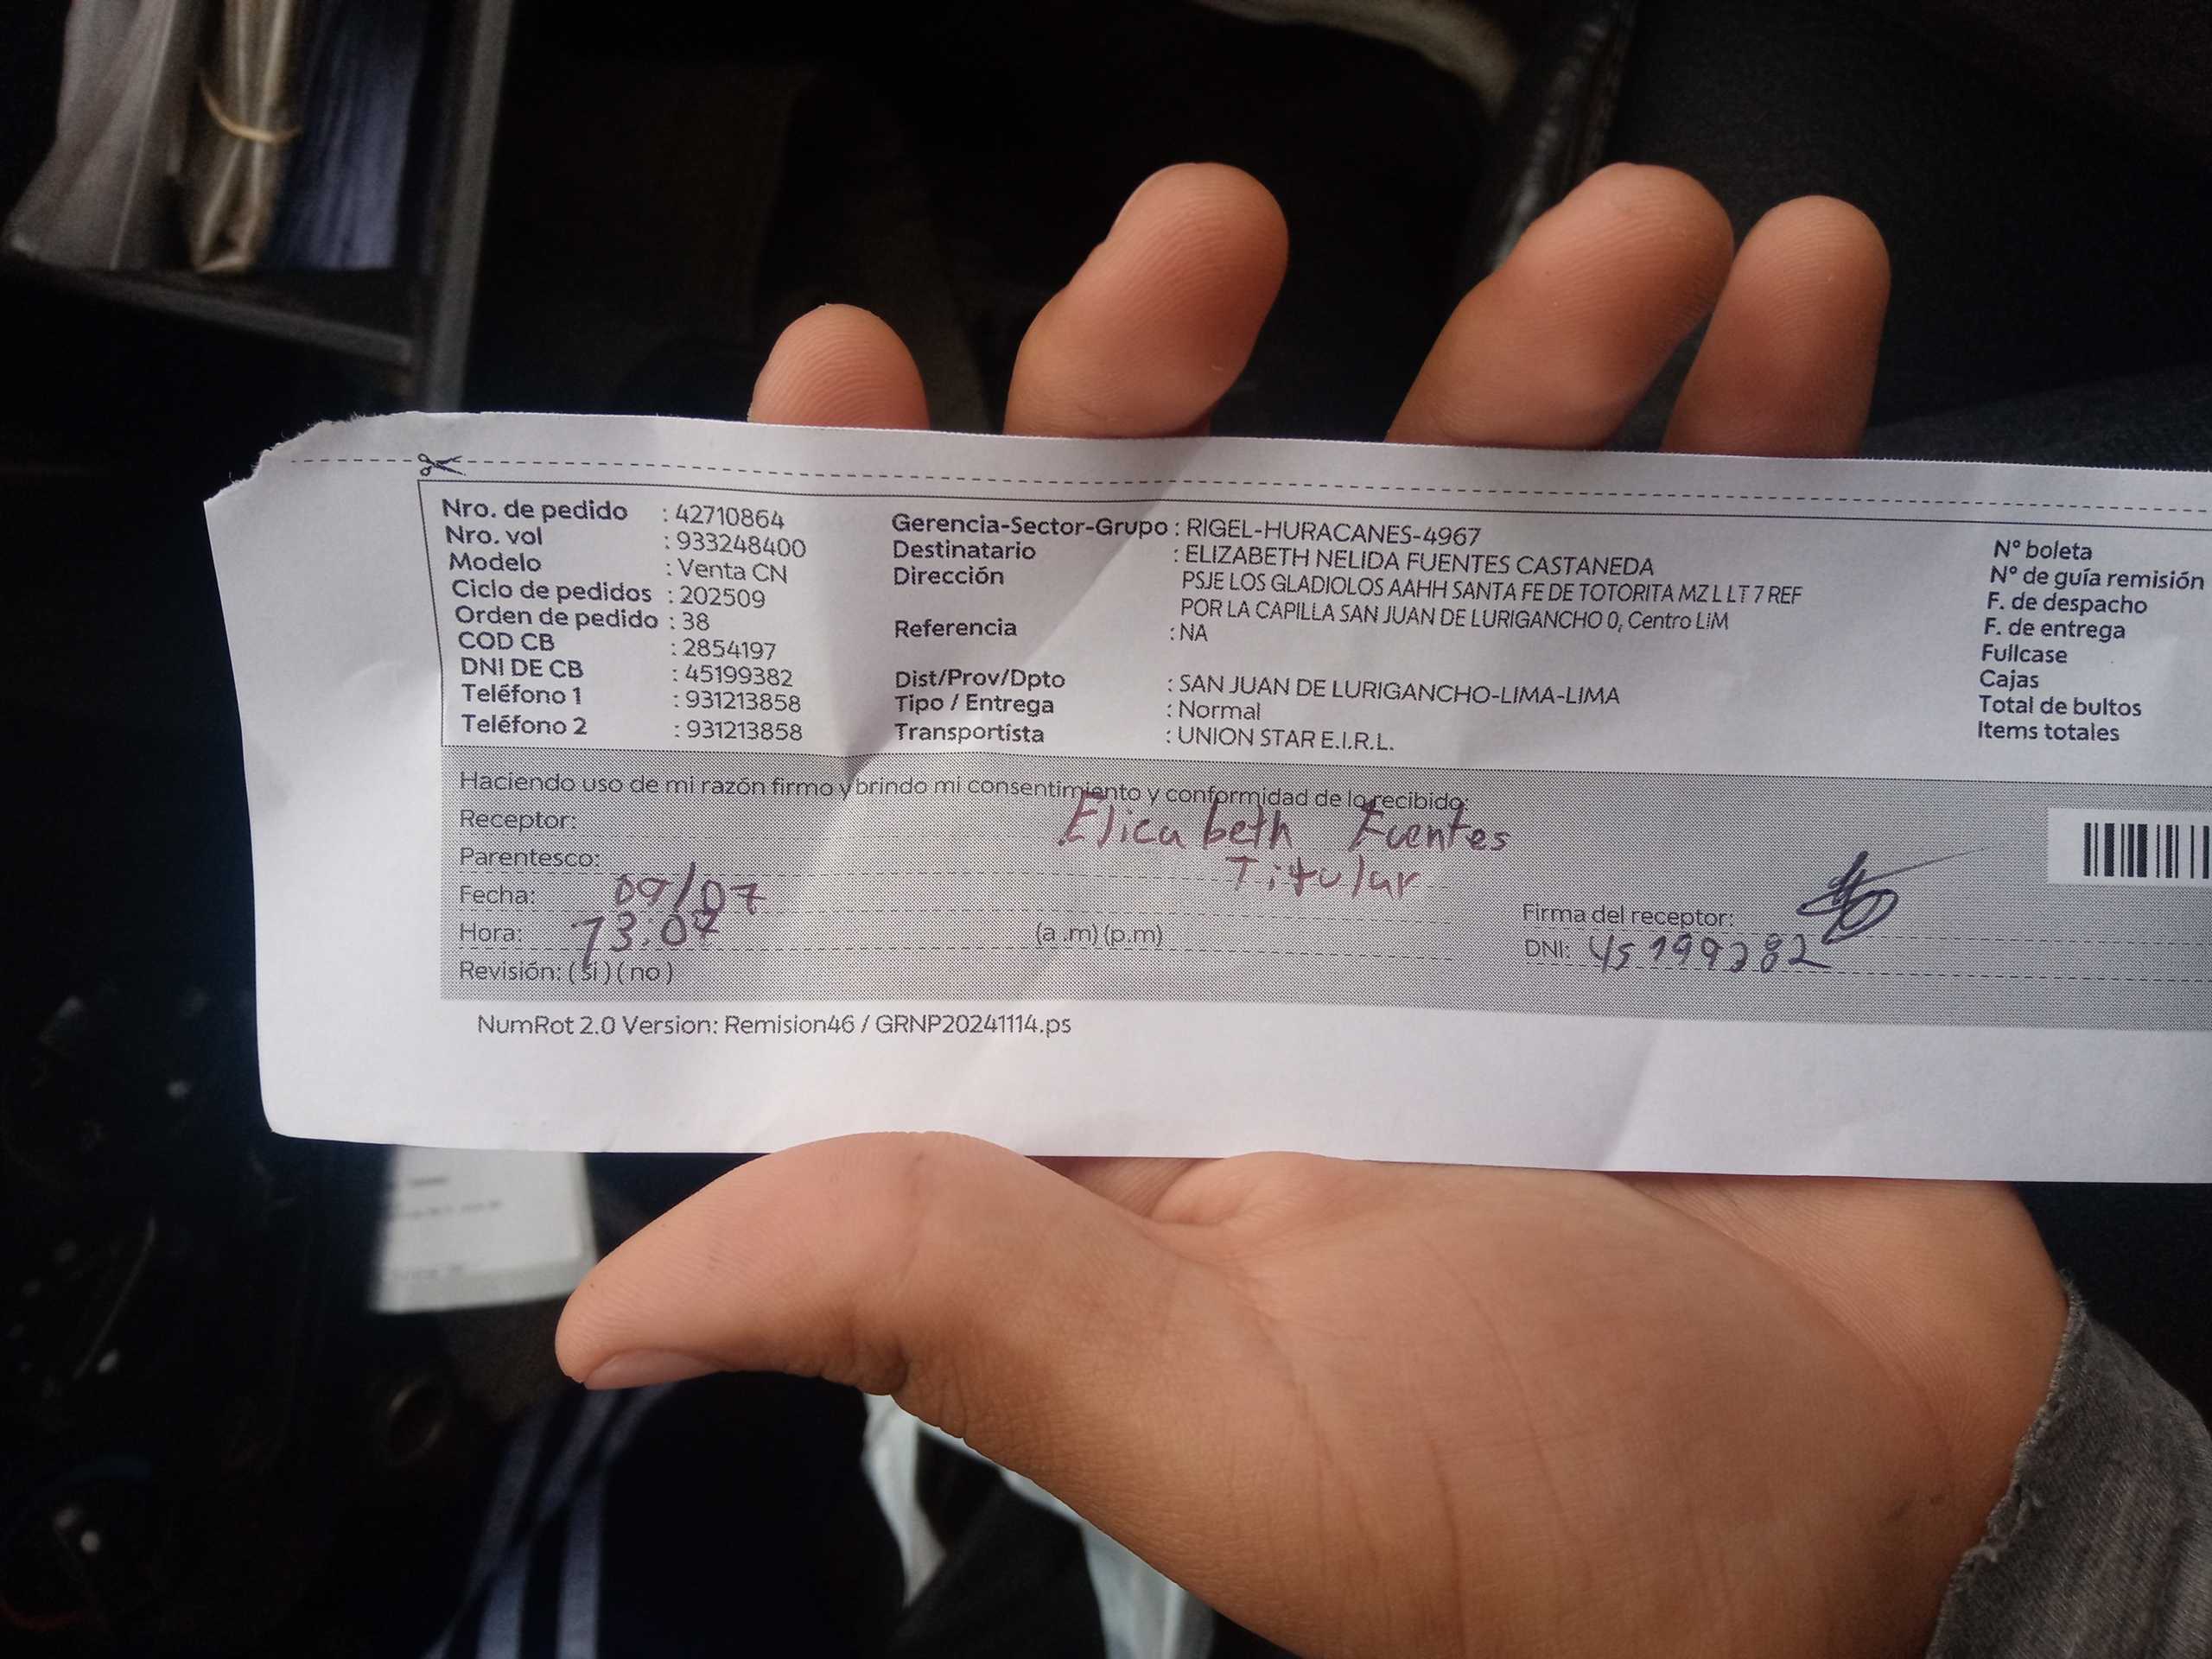 Nro. de pedido : 42710864
Nro. vol : 933248400
Modelo : Venta CN
Ciclo de pedidos : 202509
Orden de pedido : 38
COD CB : 2854197
DNI DE CB : 45199382
Teléfono 1 : 931213858
Teléfono 2 : 931213858
Gerencia-Sector-Grupo : RIGEL-HURACANES-4967
Destinatario : ELIZABETH NELIDA FUENTES CASTANEDA
Dirección PSJE LOS GLADIOLOS AAHH SANTA FE DE TOTORITA MZ L LT 7 REF
POR LA CAPILLA SAN JUAN DE LURIGANCHO 0, Centro LiM
Referencia : NA
Dist/Prov/Dpto : SAN JUAN DE LURIGANCHO-LIMA-LIMA
Tipo / Entrega : Normal
Transportista : UNION STAR E.I.R.L.
N° boleta
N° de guía remisión
F. de despacho
F. de entrega
Fullcase
Cajas
Total de bultos
Items totales
Haciendo uso de mi razón firmo y brindo mi consentimiento y conformidad de lo recibido:
Receptor: Elicabeth Fuentes
Parentesco: Titular
Fecha: 09/07
Hora: 13:07 (a .m) (p.m)
Revisión: ( si ) ( no )
Firma del receptor:
DNI: 45199382
NumRot 2.0 Version: Remision46 / GRNP20241114.ps